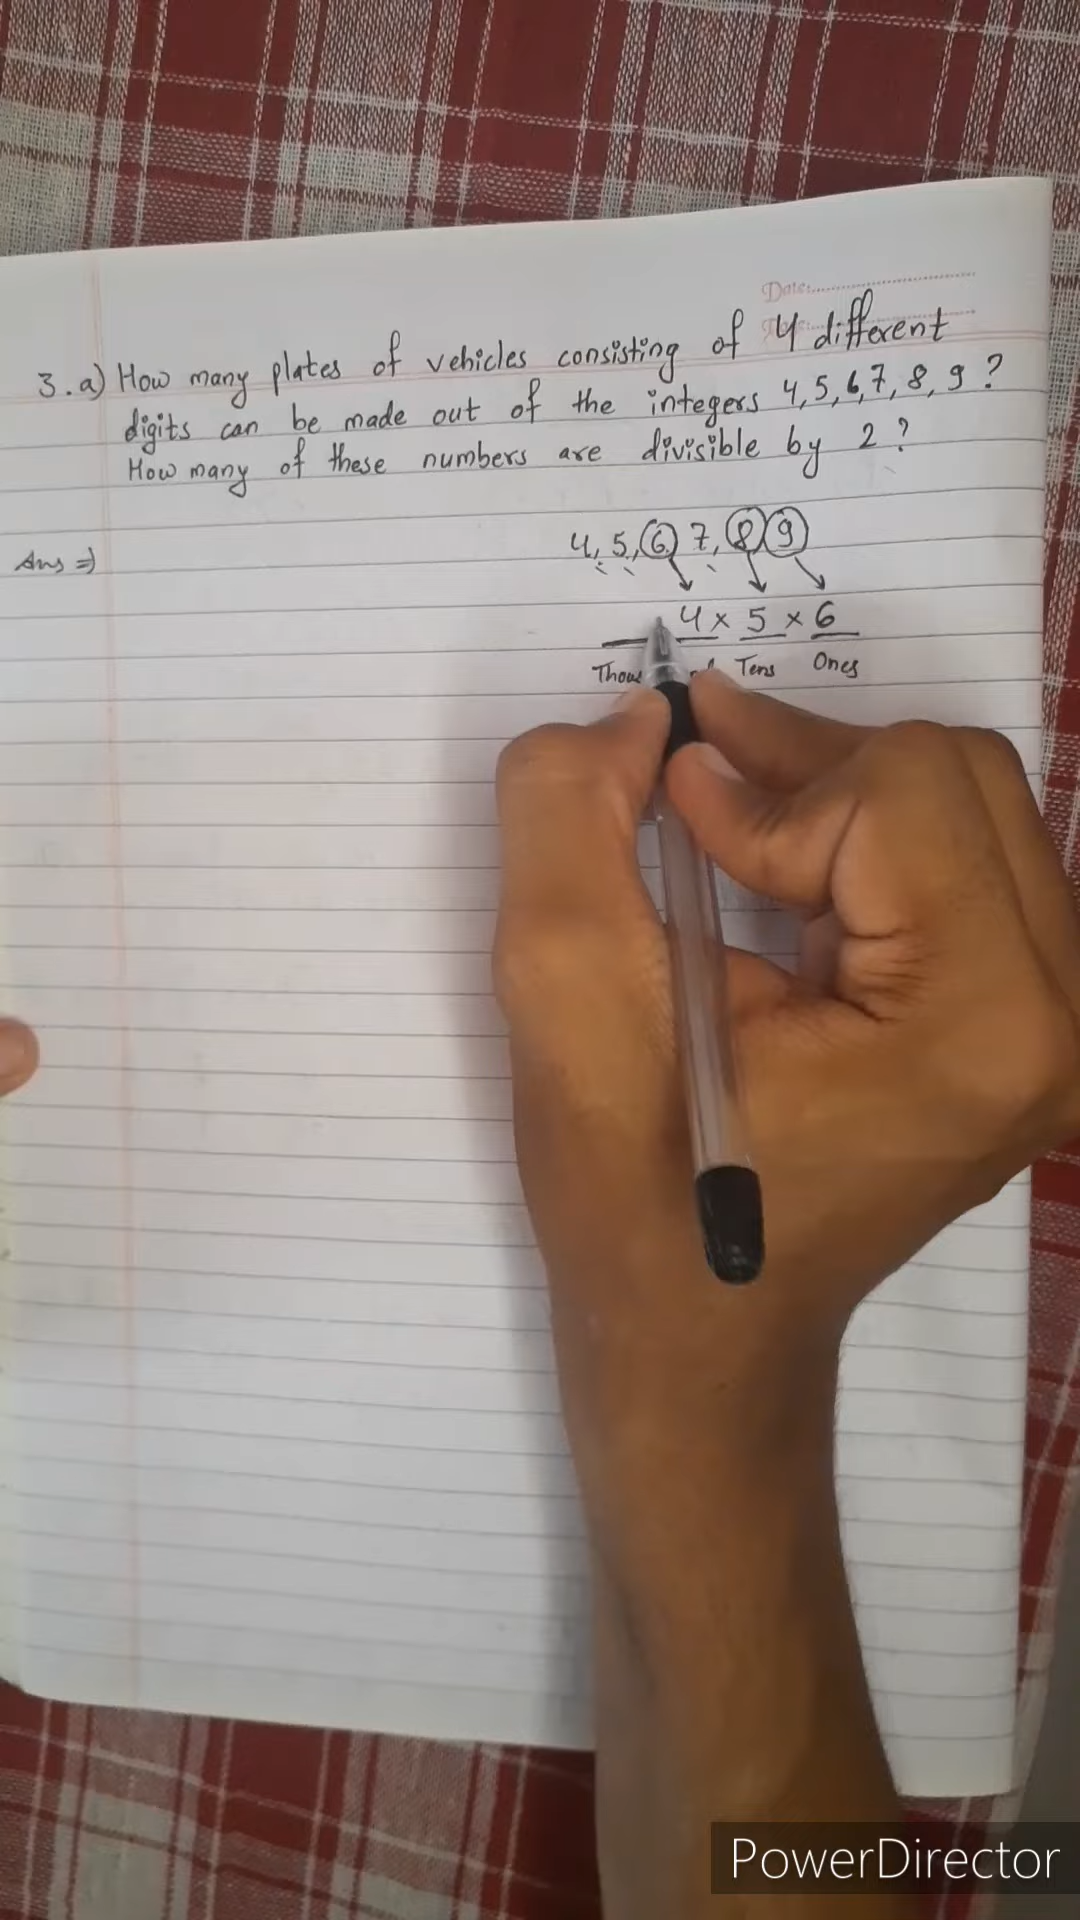 Date:
3. a) How many plates of vehicles consisting of 4 different
digits can be made out of the integers 4, 5, 6, 7, 8, 9 ?
How many of these numbers are divisible by 2 ?
Ans ⇒)
4, 5, 6, 7, 8, 9
4 × 5 × 6
Thous Tens Ones
PowerDirector